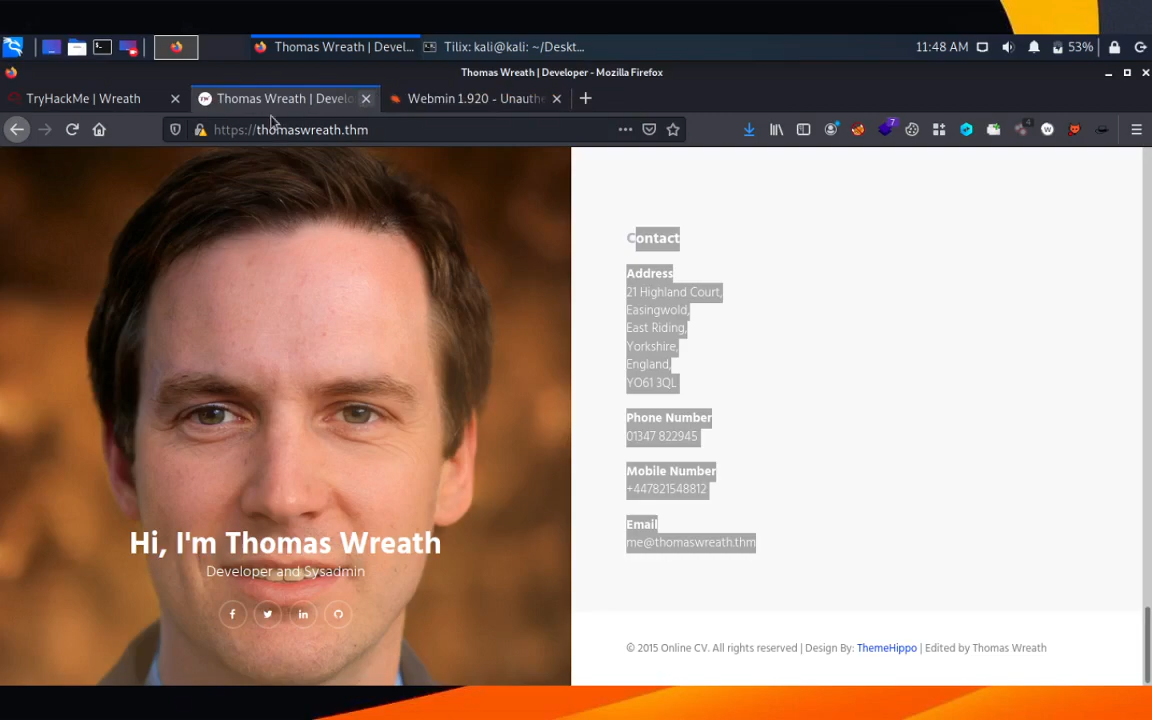 Thomas Wreath | Devel...
Tilix: kali@kali: ~/Deskt...
11:48 AM
53%
Thomas Wreath | Developer - Mozilla Firefox
TryHackMe | Wreath
Thomas Wreath | Develo
Webmin 1.920 - Unauthe
https://thomaswreath.thm
7
4
Contact
Address
21 Highland Court,
Easingwold,
East Riding,
Yorkshire,
England,
YO61 3QL
Phone Number
01347 822945
Mobile Number
+447821548812
Email
me@thomaswreath.thm
Hi, I'm Thomas Wreath
Developer and Sysadmin
© 2015 Online CV. All rights reserved | Design By: ThemeHippo | Edited by Thomas Wreath